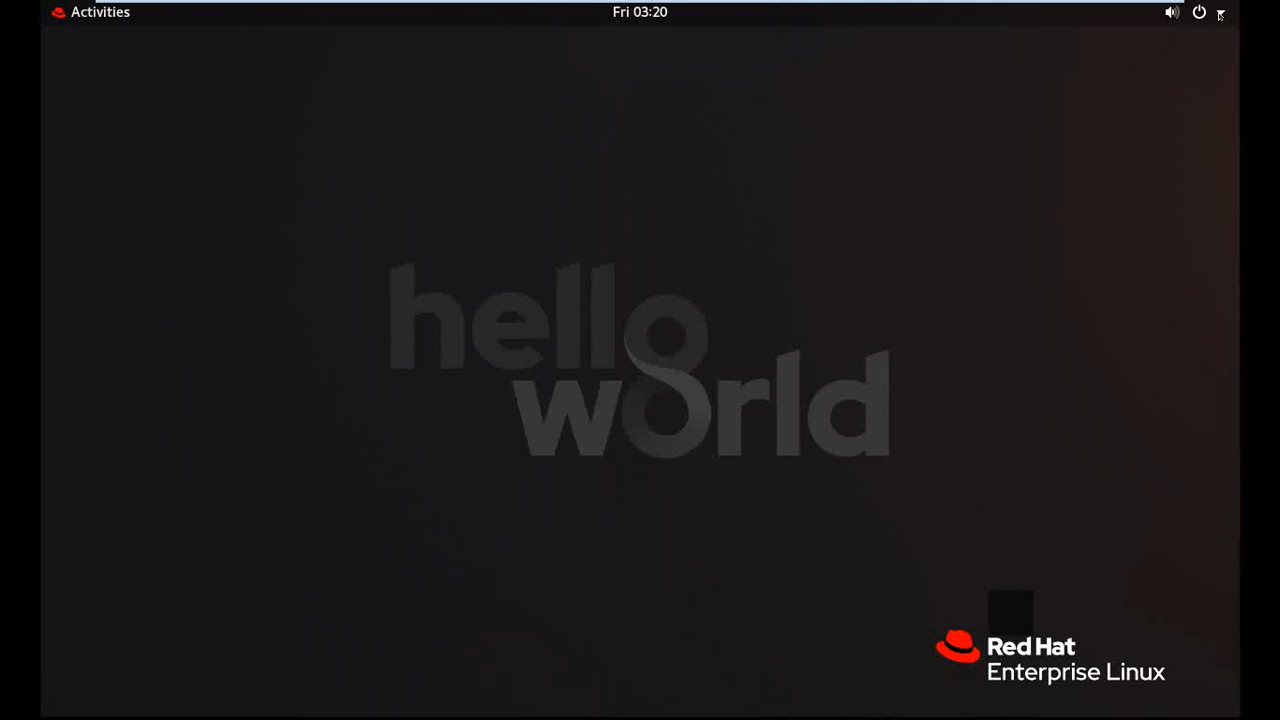 Activities
Fri 03:20
hello
world
Red Hat
Enterprise Linux